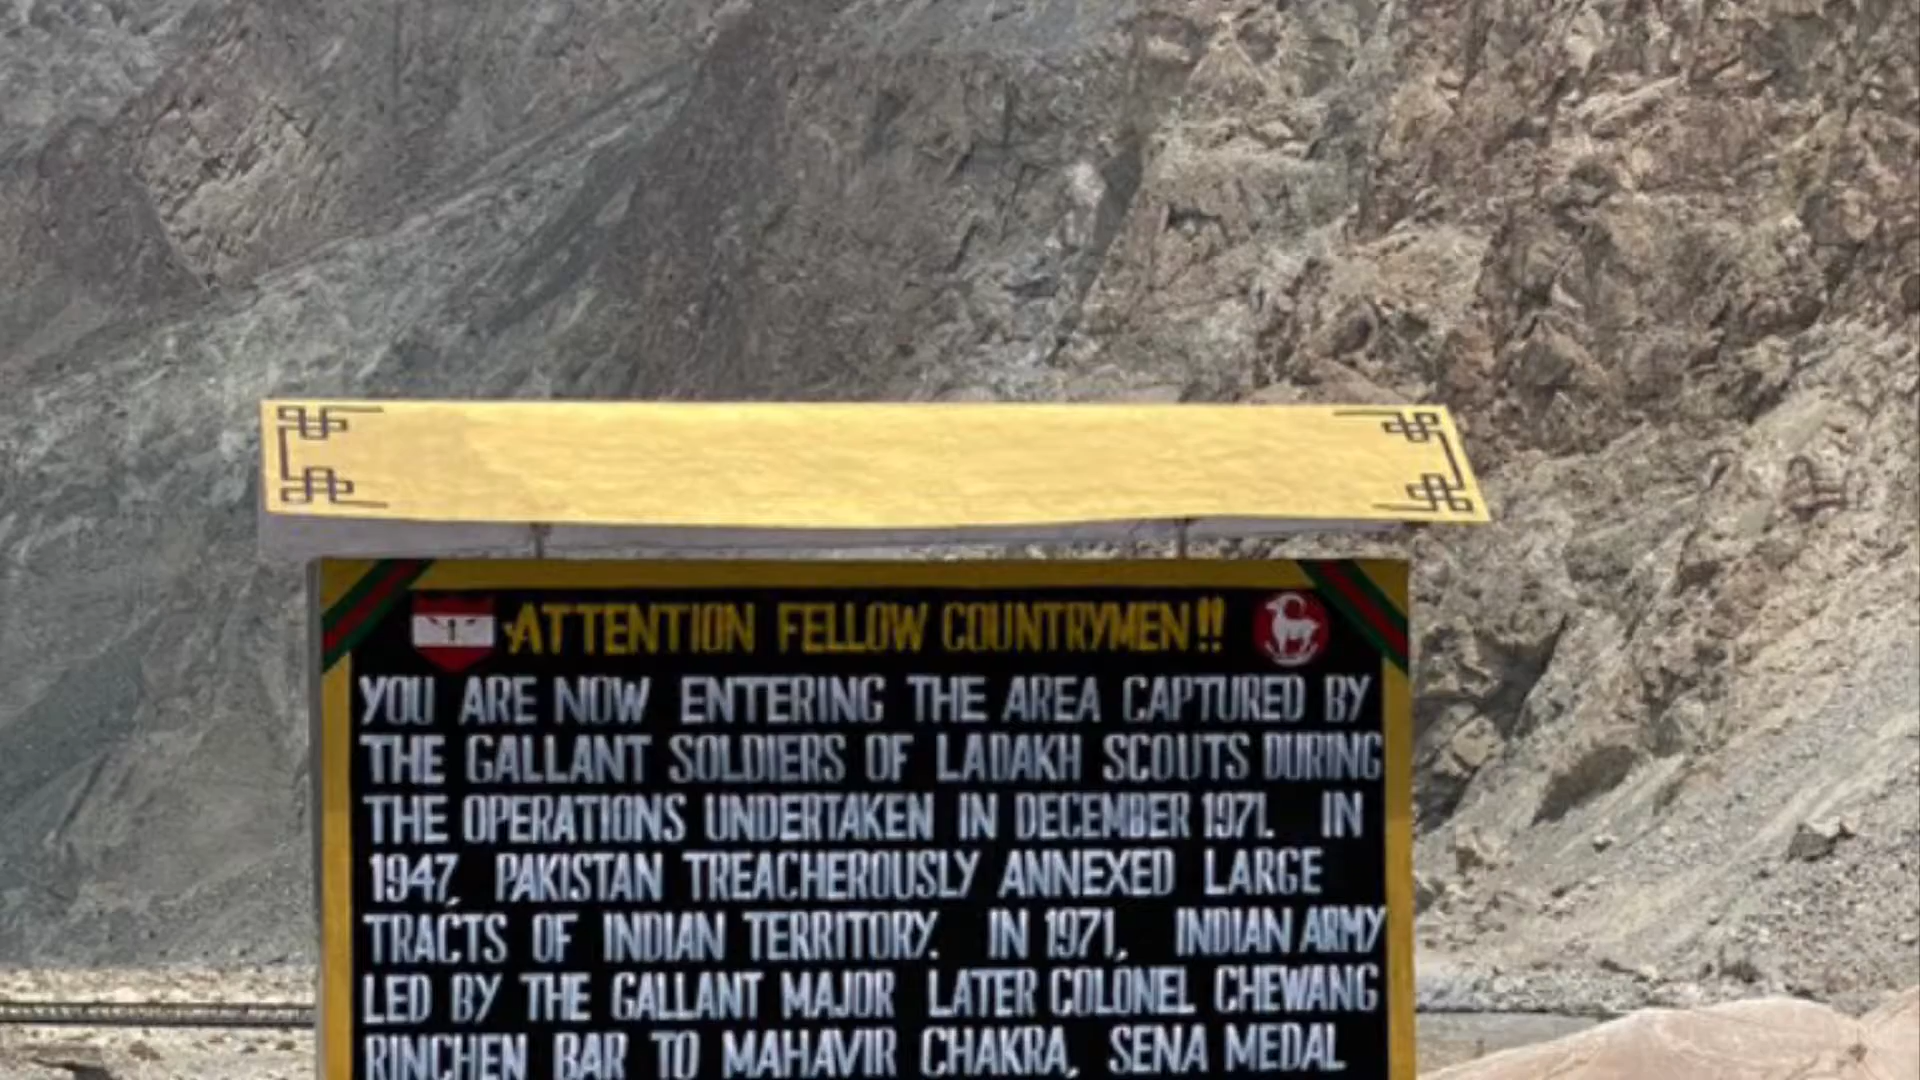 ATTENTION FELLOW COUNTRYMEN!!
YOU ARE NOW ENTERING THE AREA CAPTURED BY
THE GALLANT SOLDIERS OF LADAKH SCOUTS DURING
THE OPERATIONS UNDERTAKEN IN DECEMBER 1971. IN
1947, PAKISTAN TREACHEROUSLY ANNEXED LARGE
TRACTS OF INDIAN TERRITORY. IN 1971, INDIAN ARMY
LED BY THE GALLANT MAJOR LATER COLONEL CHEWANG
RINCHEN BAR TO MAHAVIR CHAKRA, SENA MEDAL